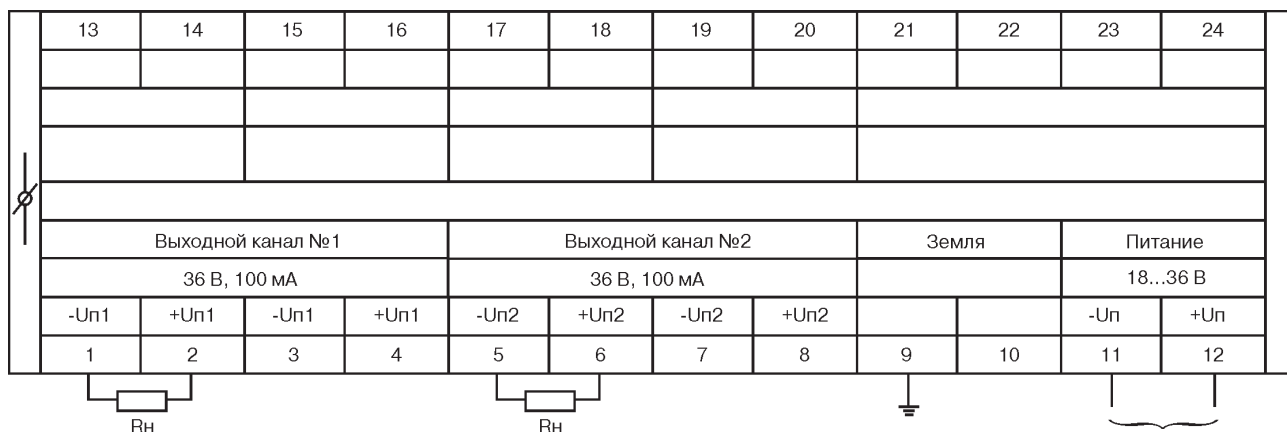 13 14 15 16 17 18 19 20 21 22 23 24
Выходной канал №1 Выходной канал №2 Земля Питание
36 В, 100 мА 36 В, 100 мА 18...36 В
-Uп1 +Uп1 -Uп1 +Uп1 -Uп2 +Uп2 -Uп2 +Uп2 -Uп +Uп
1 2 3 4 5 6 7 8 9 10 11 12
Rн Rн